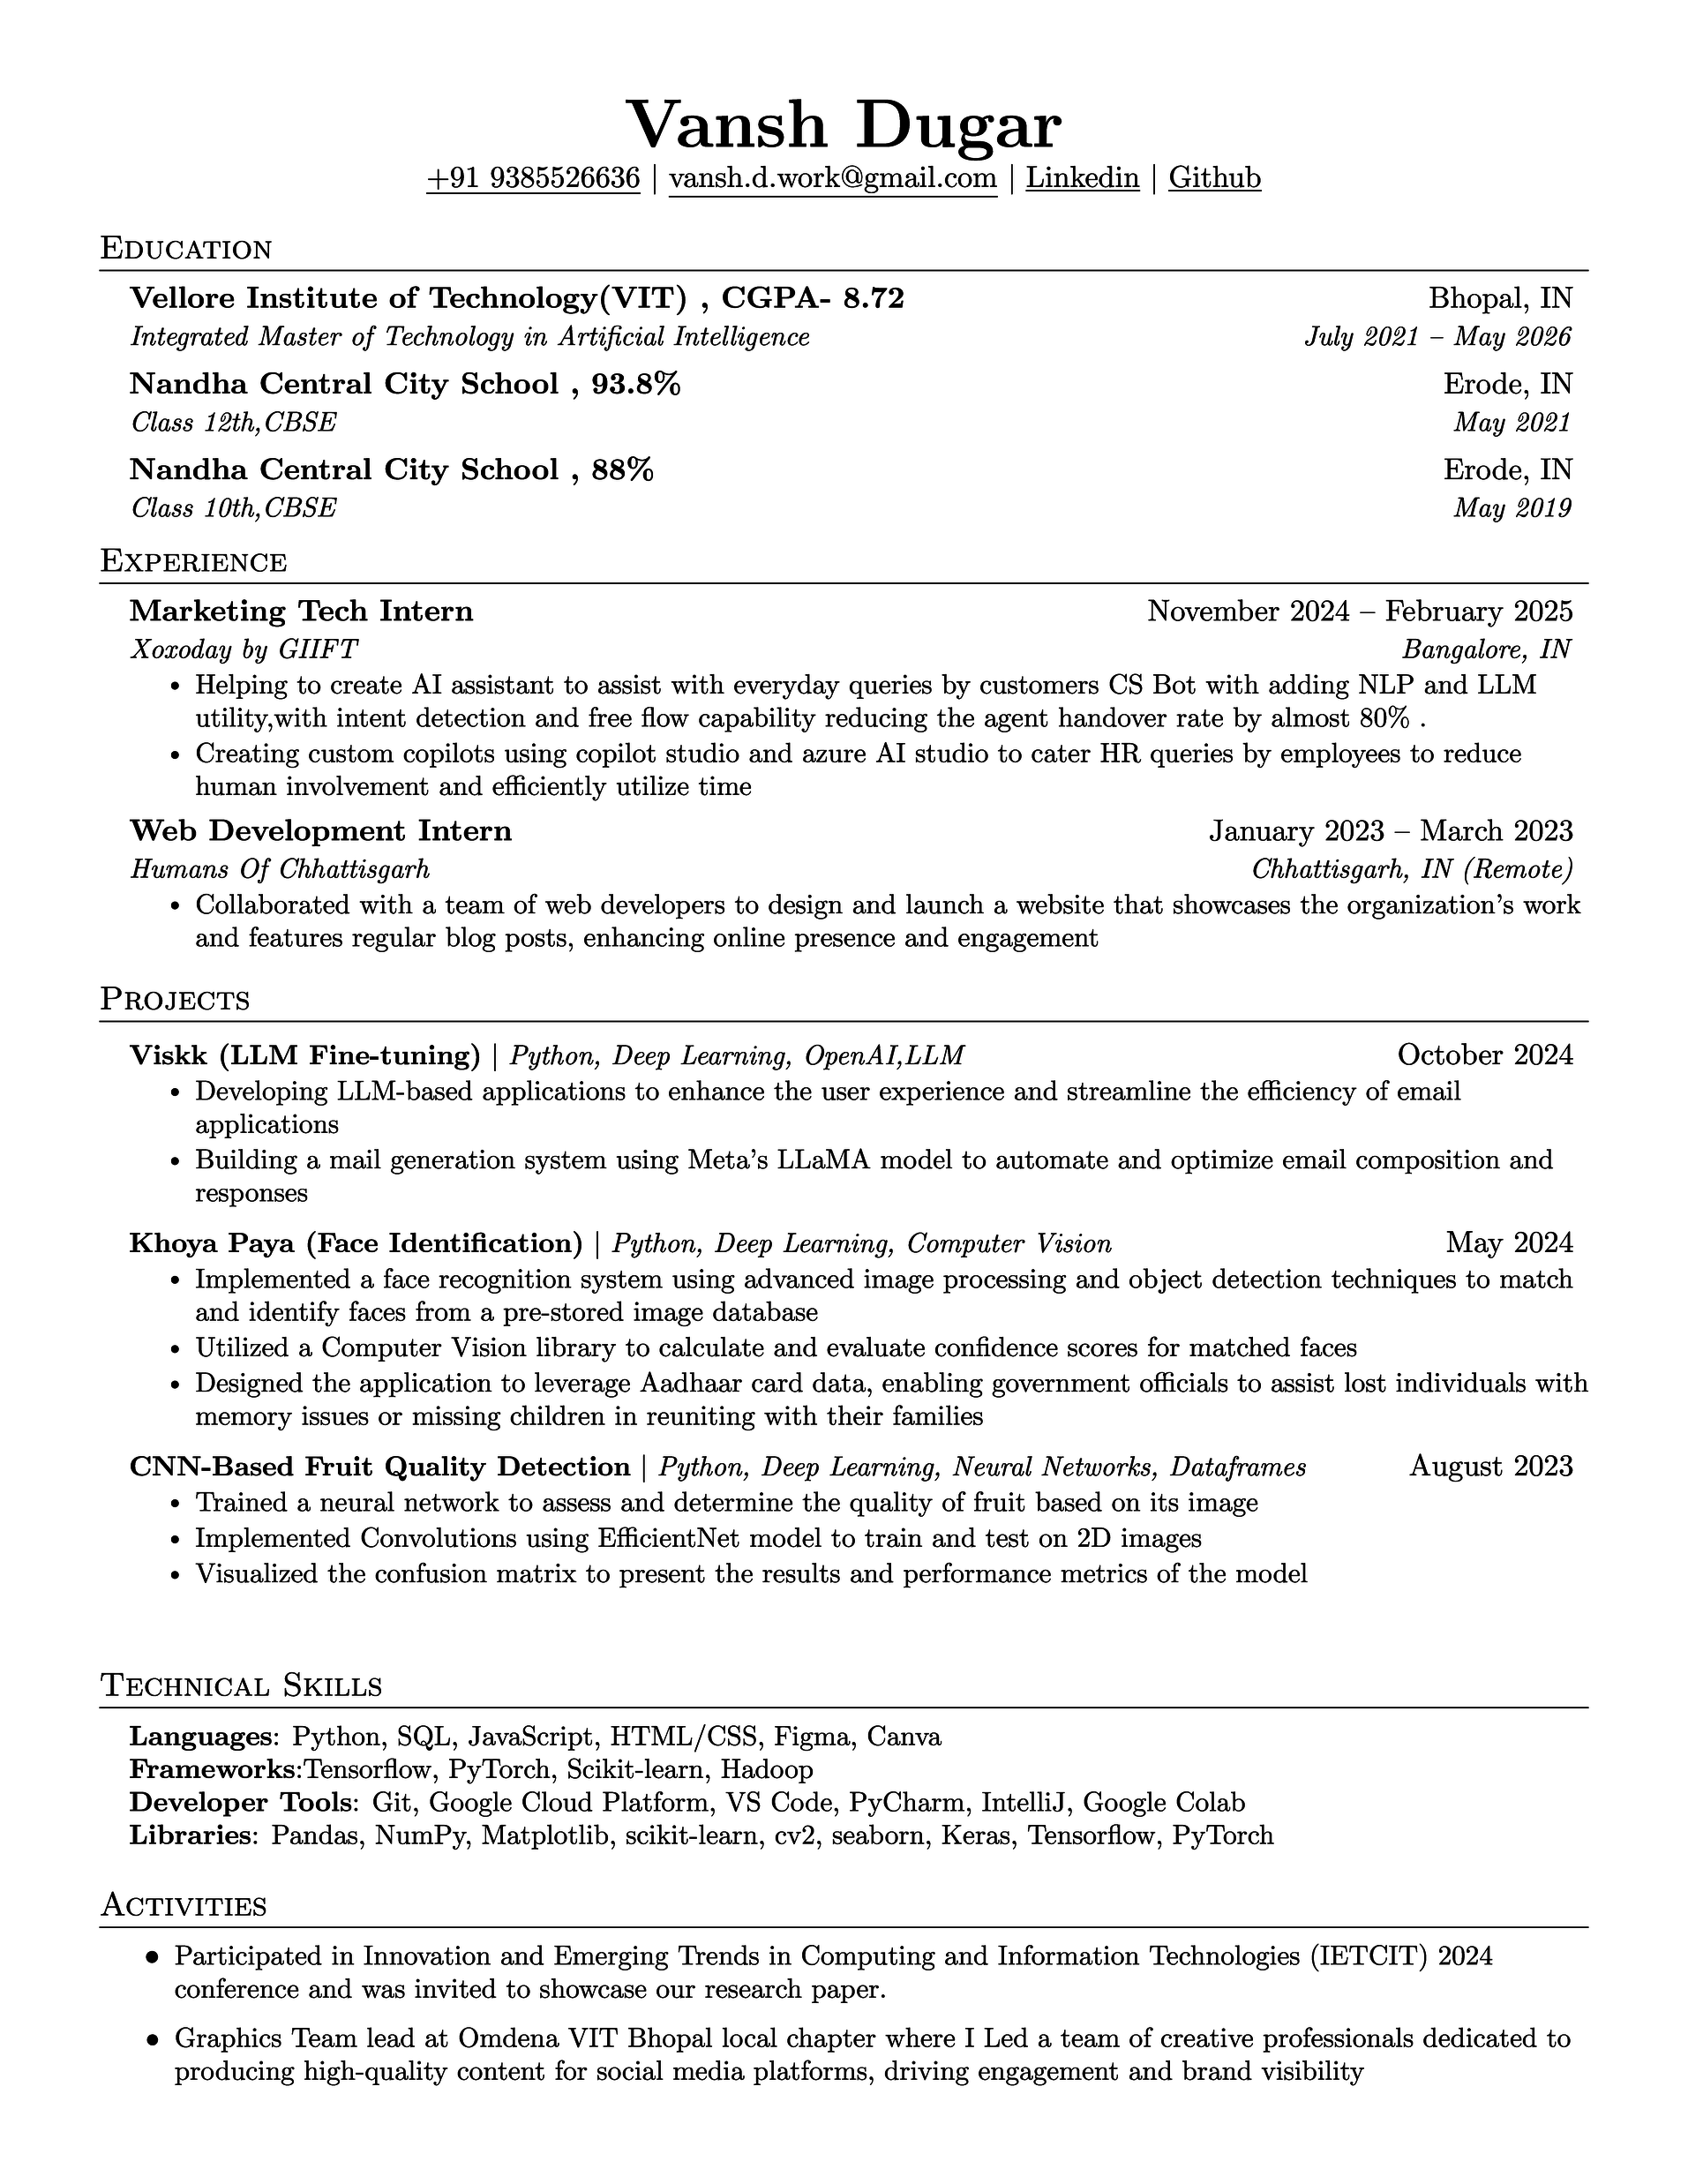 Vansh Dugar
+91 9385526636 | vansh.d.work@gmail.com | Linkedin | Github
Education
Vellore Institute of Technology(VIT) , CGPA- 8.72 Bhopal, IN
Integrated Master of Technology in Artificial Intelligence July 2021 – May 2026
Nandha Central City School , 93.8% Erode, IN
Class 12th,CBSE May 2021
Nandha Central City School , 88% Erode, IN
Class 10th,CBSE May 2019
Experience
Marketing Tech Intern November 2024 – February 2025
Xoxoday by GIIFT Bangalore, IN
• Helping to create AI assistant to assist with everyday queries by customers CS Bot with adding NLP and LLM
utility,with intent detection and free flow capability reducing the agent handover rate by almost 80% .
• Creating custom copilots using copilot studio and azure AI studio to cater HR queries by employees to reduce
human involvement and efficiently utilize time
Web Development Intern January 2023 – March 2023
Humans Of Chhattisgarh Chhattisgarh, IN (Remote)
• Collaborated with a team of web developers to design and launch a website that showcases the organization's work
and features regular blog posts, enhancing online presence and engagement
Projects
Viskk (LLM Fine-tuning) | Python, Deep Learning, OpenAI,LLM October 2024
• Developing LLM-based applications to enhance the user experience and streamline the efficiency of email
applications
• Building a mail generation system using Meta's LLaMA model to automate and optimize email composition and
responses
Khoya Paya (Face Identification) | Python, Deep Learning, Computer Vision May 2024
• Implemented a face recognition system using advanced image processing and object detection techniques to match
and identify faces from a pre-stored image database
• Utilized a Computer Vision library to calculate and evaluate confidence scores for matched faces
• Designed the application to leverage Aadhaar card data, enabling government officials to assist lost individuals with
memory issues or missing children in reuniting with their families
CNN-Based Fruit Quality Detection | Python, Deep Learning, Neural Networks, Dataframes August 2023
• Trained a neural network to assess and determine the quality of fruit based on its image
• Implemented Convolutions using EfficientNet model to train and test on 2D images
• Visualized the confusion matrix to present the results and performance metrics of the model
Technical Skills
Languages: Python, SQL, JavaScript, HTML/CSS, Figma, Canva
Frameworks:Tensorflow, PyTorch, Scikit-learn, Hadoop
Developer Tools: Git, Google Cloud Platform, VS Code, PyCharm, IntelliJ, Google Colab
Libraries: Pandas, NumPy, Matplotlib, scikit-learn, cv2, seaborn, Keras, Tensorflow, PyTorch
Activities
• Participated in Innovation and Emerging Trends in Computing and Information Technologies (IETCIT) 2024
conference and was invited to showcase our research paper.
• Graphics Team lead at Omdena VIT Bhopal local chapter where I Led a team of creative professionals dedicated to
producing high-quality content for social media platforms, driving engagement and brand visibility